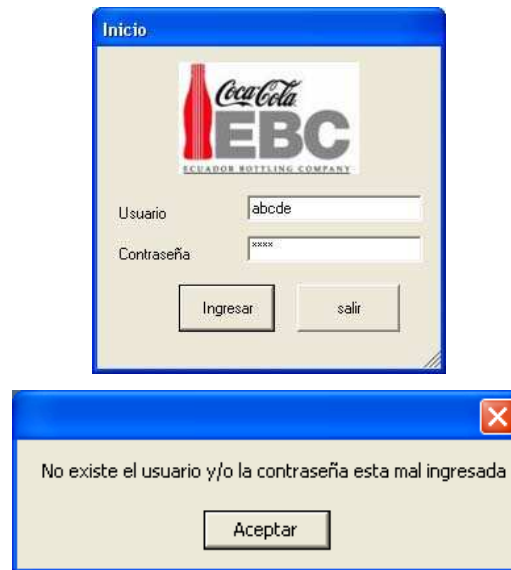 Inicio
Coca-Cola
EBC
ECUADOR BOTTLING COMPANY
Usuario
abcde
Contraseña
****
Ingresar
salir
No existe el usuario y/o la contraseña esta mal ingresada
Aceptar